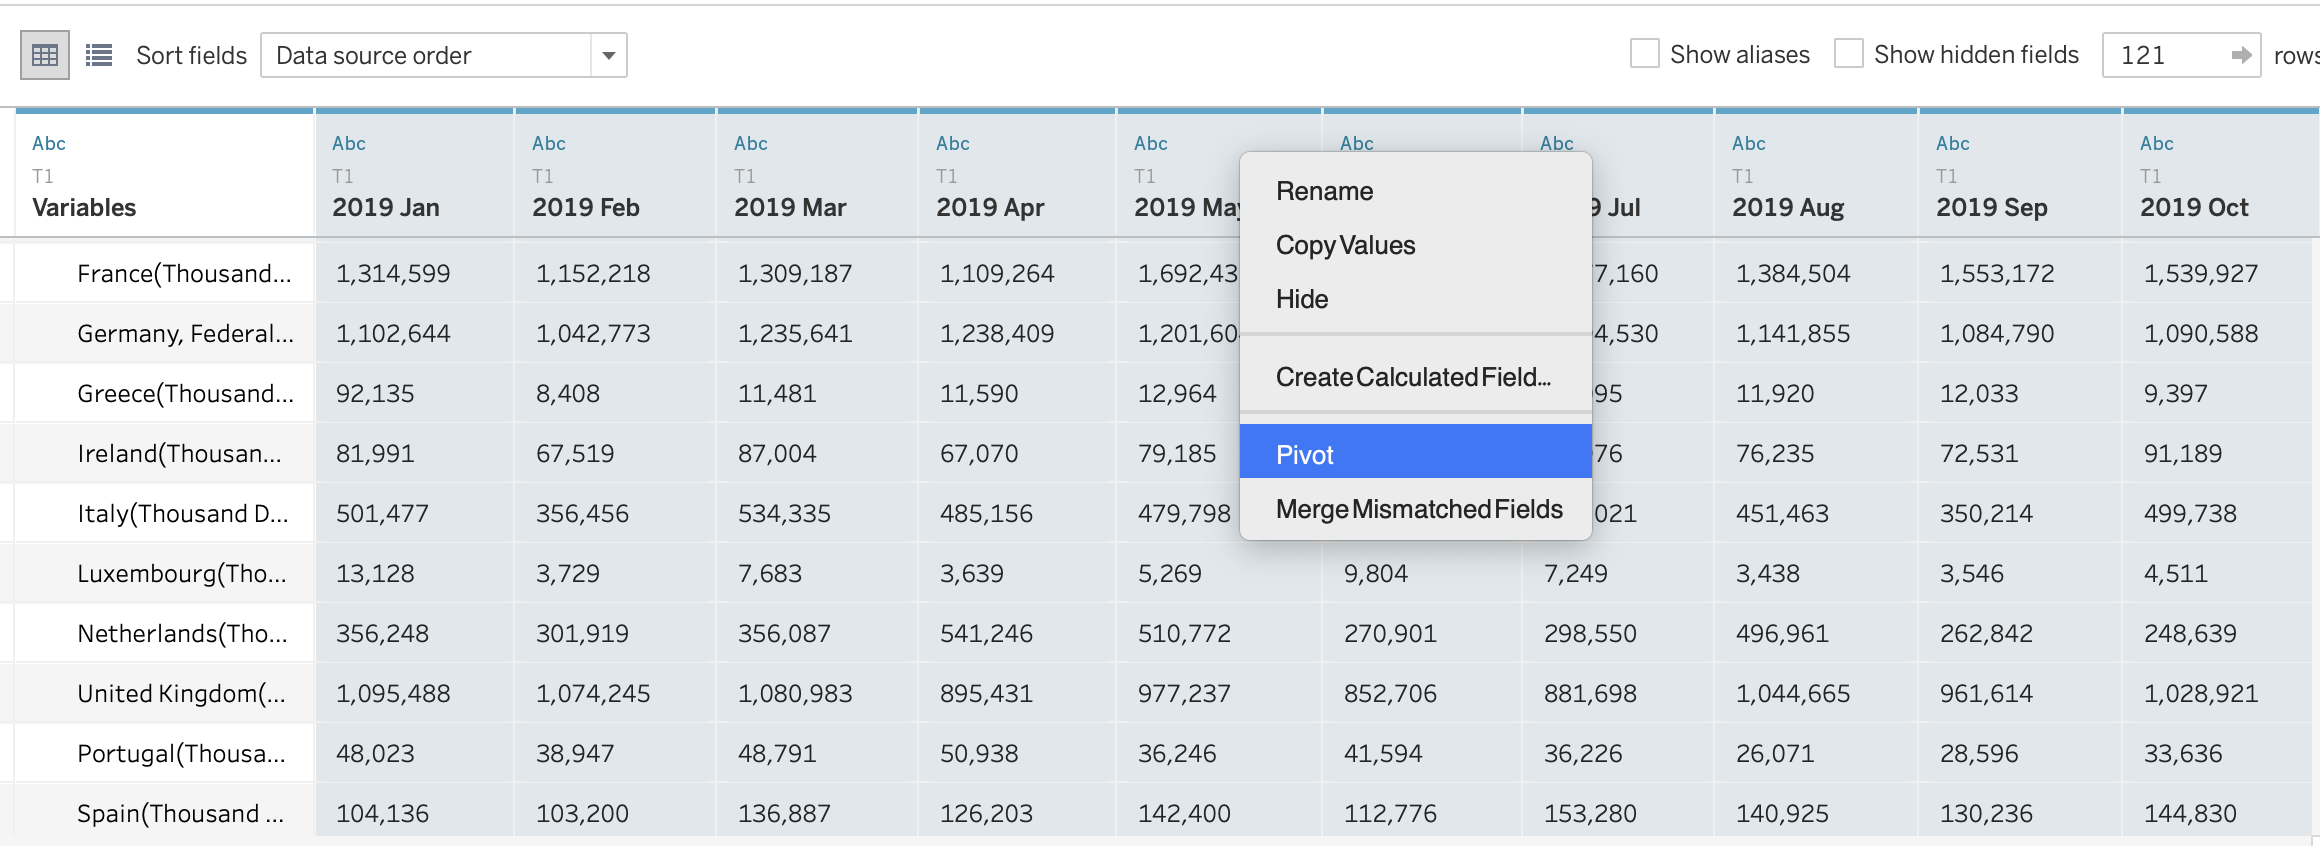 Sort fields Data source order Show aliases Show hidden fields 121 rows
Abc Abc Abc Abc Abc Abc Abc Abc Abc Abc Abc
T1 T1 T1 T1 T1 T1 T1 T1 T1
Variables 2019 Jan 2019 Feb 2019 Mar 2019 Apr 2019 May Jul 2019 Aug 2019 Sep 2019 Oct
Rename
Copy Values
Hide
Create Calculated Field...
Pivot
Merge Mismatched Fields
France(Thousand... 1,314,599 1,152,218 1,309,187 1,109,264 1,692,43 7,160 1,384,504 1,553,172 1,539,927
Germany, Federal... 1,102,644 1,042,773 1,235,641 1,238,409 1,201,60 4,530 1,141,855 1,084,790 1,090,588
Greece(Thousand... 92,135 8,408 11,481 11,590 12,964 95 11,920 12,033 9,397
Ireland(Thousan... 81,991 67,519 87,004 67,070 79,185 76 76,235 72,531 91,189
Italy(Thousand D... 501,477 356,456 534,335 485,156 479,798 021 451,463 350,214 499,738
Luxembourg(Tho... 13,128 3,729 7,683 3,639 5,269 9,804 7,249 3,438 3,546 4,511
Netherlands(Tho... 356,248 301,919 356,087 541,246 510,772 270,901 298,550 496,961 262,842 248,639
United Kingdom(... 1,095,488 1,074,245 1,080,983 895,431 977,237 852,706 881,698 1,044,665 961,614 1,028,921
Portugal(Thousa... 48,023 38,947 48,791 50,938 36,246 41,594 36,226 26,071 28,596 33,636
Spain(Thousand ... 104,136 103,200 136,887 126,203 142,400 112,776 153,280 140,925 130,236 144,830